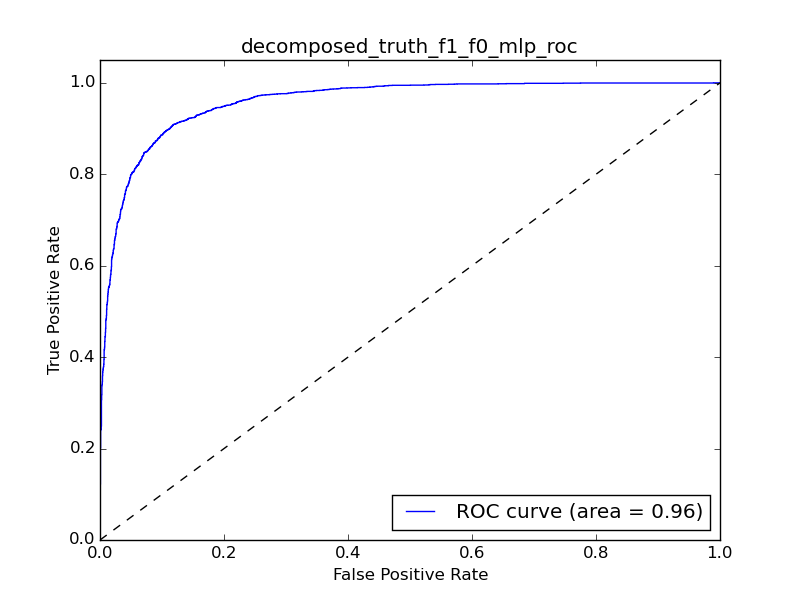 decomposed_truth_f1_f0_mlp_roc
1.0
0.8
0.6
0.4
0.2
0.0
True Positive Rate
ROC curve (area = 0.96)
0.0 0.2 0.4 0.6 0.8 1.0
False Positive Rate